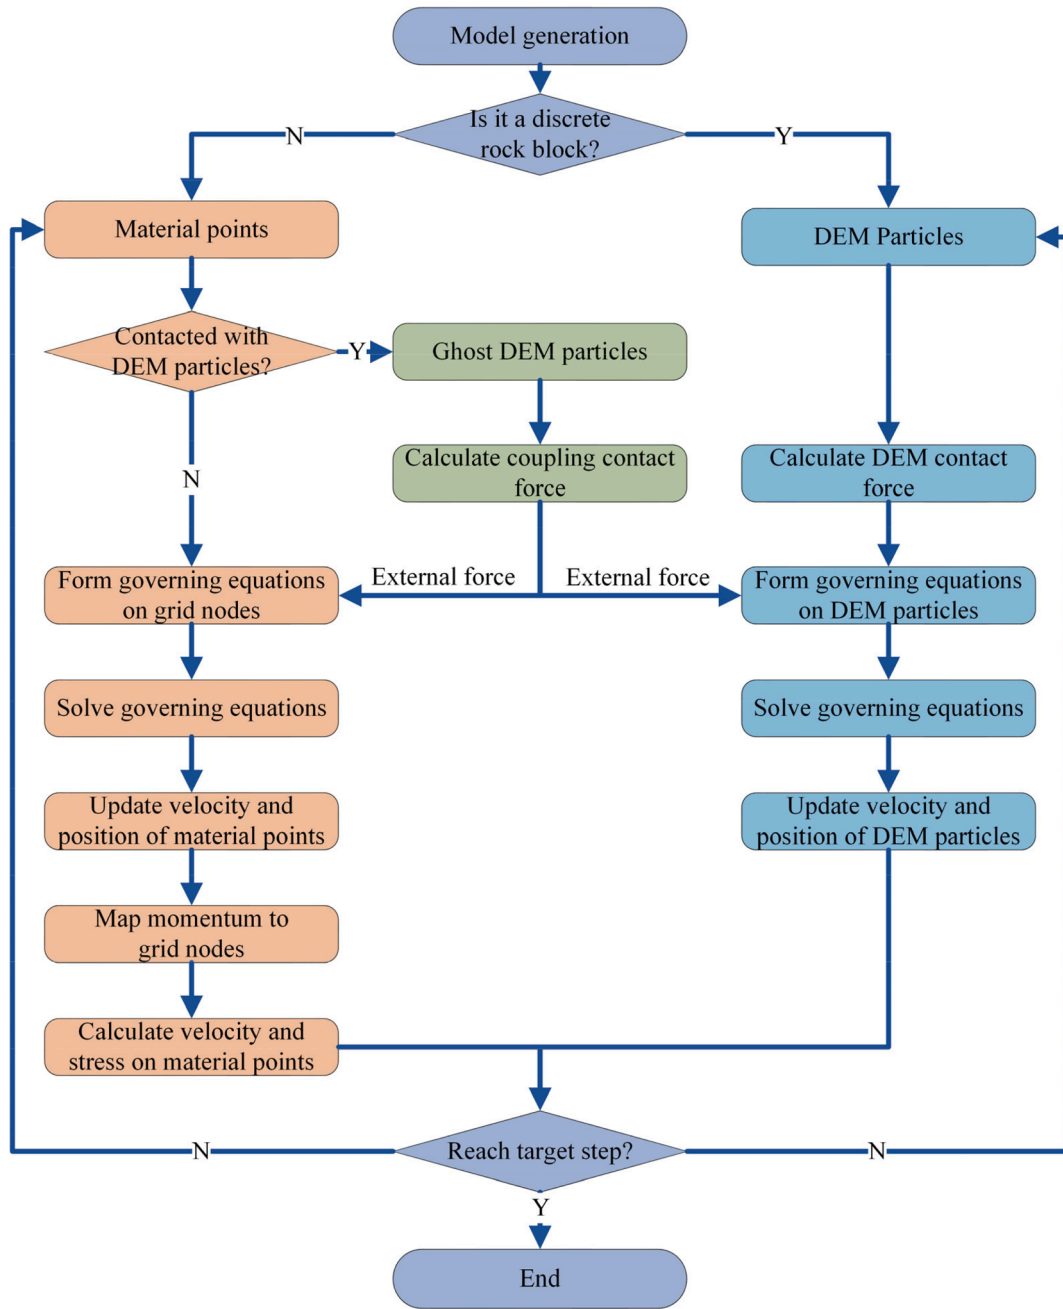 Model generation
Is it a discrete
rock block?
N
Y
Material points
DEM Particles
Contacted with
DEM particles?
Y
Ghost DEM particles
N
Calculate coupling contact
force
Calculate DEM contact
force
External force
External force
Form governing equations
on grid nodes
Form governing equations
on DEM particles
Solve governing equations
Solve governing equations
Update velocity and
position of material points
Update velocity and
position of DEM particles
Map momentum to
grid nodes
Calculate velocity and
stress on material points
N
Reach target step?
N
Y
End